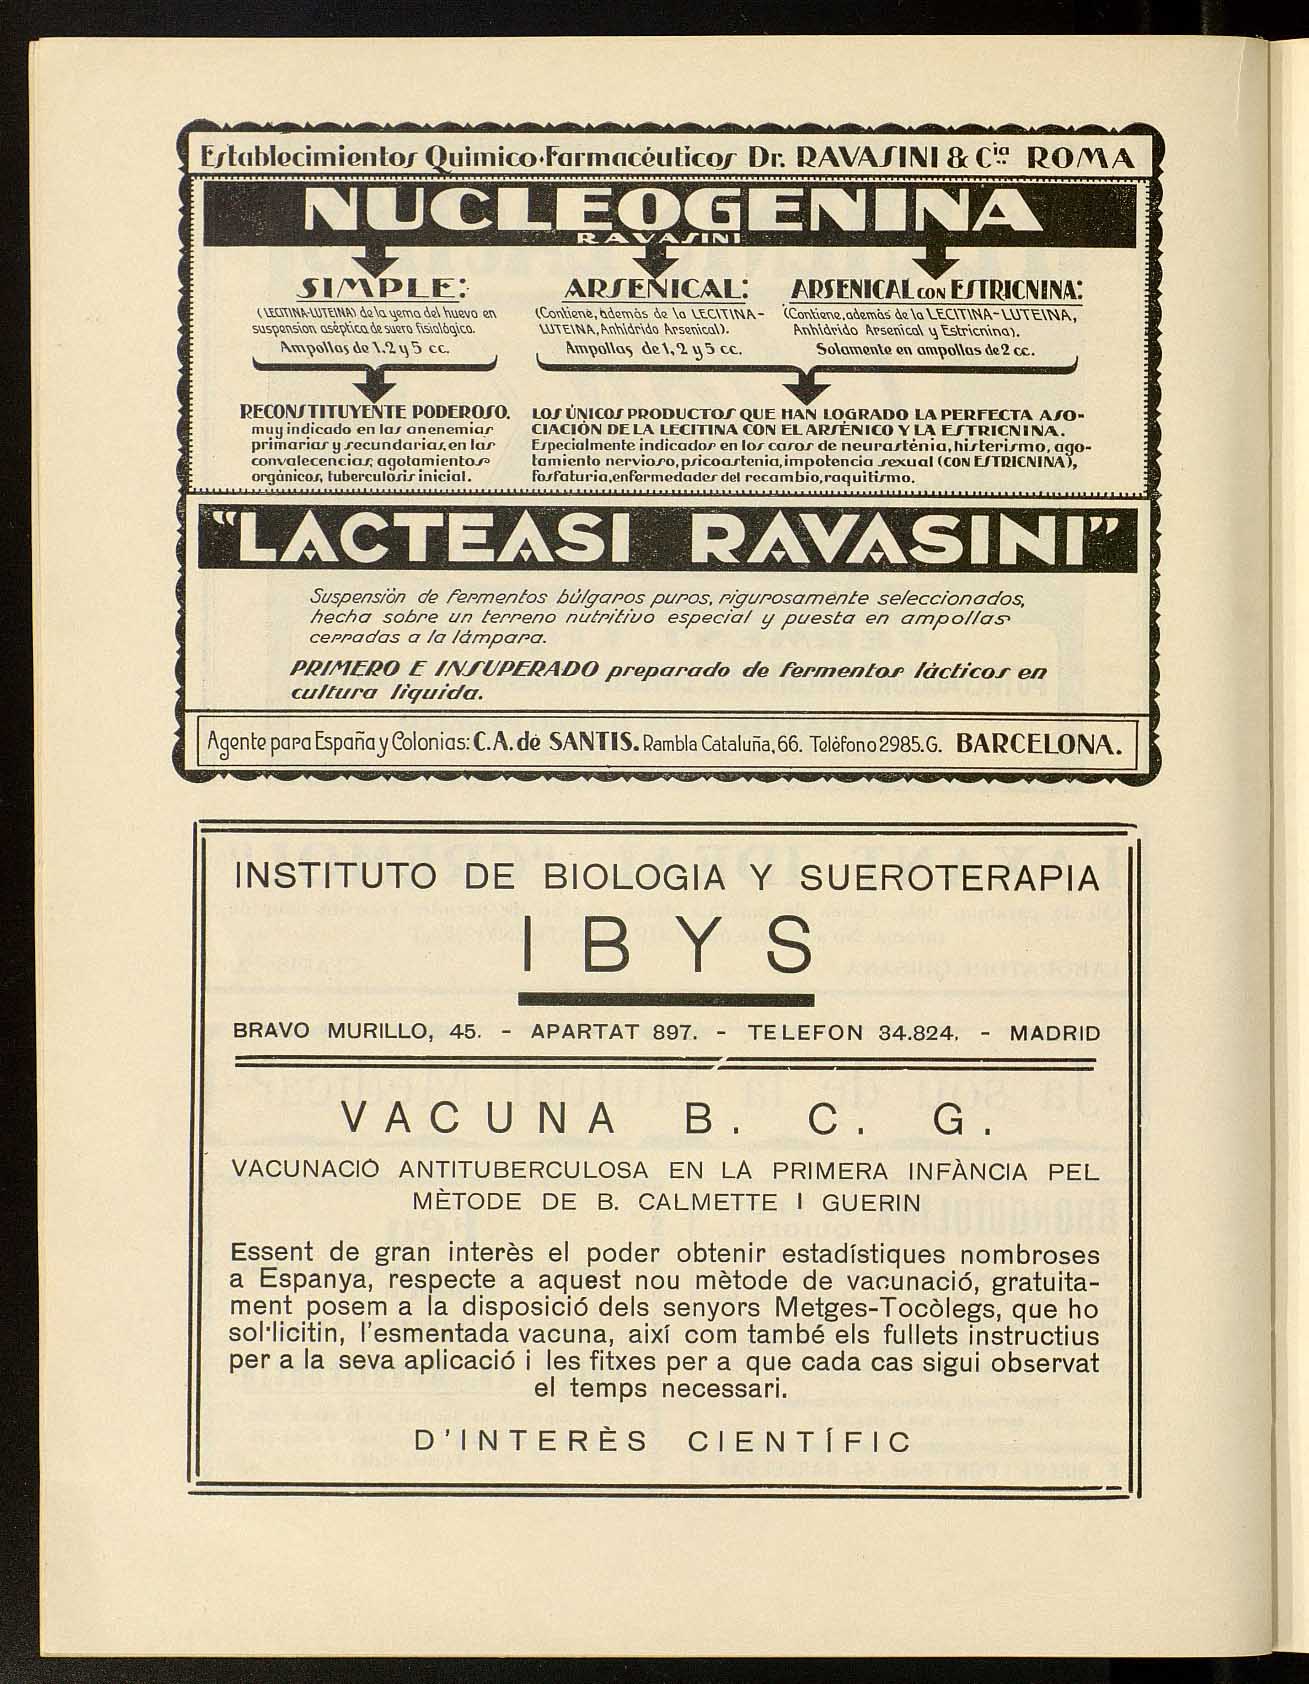 Establecimientos Quimico-Farmacéuticos Dr. RAVASINI & Cia ROMA
NUCLEOGENINA
RAVASINI
SIMPLE:
(LECITINA-LUTEINA) de la yema del huevo en
suspension aséptica de suero fisiológico.
Ampollas de 1.2 y 5 cc.
ARSENICAL:
(Contiene, además de la LECITINA-
LUTEINA, Anhidrido Arsenical).
Ampollas de 1, 2 y 5 cc.
ARSENICAL CON ESTRICNINA:
(Contiene, además de la LECITINA-LUTEINA,
Anhidrido Arsenical y Estricnina).
Solamente en ampollas de 2 cc.
RECONSTITUYENTE PODEROSO.
muy indicado en las anenemias
primarias y secundarias, en las
convalecencias, agotamientos
orgánicos, tuberculosis inicial.
LOS ÚNICOS PRODUCTOS QUE HAN LOGRADO LA PERFECTA ASO-
CIACIÓN DE LA LECITINA CON EL ARSÉNICO Y LA ESTRICNINA.
Especialmente indicados en los casos de neurasténia, histerismo, ago-
tamiento nervioso, psicoastenia, impotencia sexual (CON ESTRICNINA),
fosfaturia, enfermedades del recambio, raquitismo.
"LACTEASI RAVASINI"
Suspensión de fermentos búlgaros puros, rigurosamente seleccionados,
hecha sobre un terreno nutritivo especial y puesta en ampollas
cerradas a la lámpara.
PRIMERO E INSUPERADO preparado de fermentos lácticos en
cultura líquida.
Agente para España y Colonias: C.A. de SANTIS. Rambla Cataluña, 66. Teléfono 2985.G. BARCELONA.
INSTITUTO DE BIOLOGIA Y SUEROTERAPIA
IBYS
BRAVO MURILLO, 45. - APARTAT 897. - TELEFON 34.824. - MADRID
VACUNA B. C. G.
VACUNACIÓ ANTITUBERCULOSA EN LA PRIMERA INFÀNCIA PEL
MÈTODE DE B. CALMETTE I GUERIN
Essent de gran interès el poder obtenir estadístiques nombroses
a Espanya, respecte a aquest nou mètode de vacunació, gratuita-
ment posem a la disposició dels senyors Metges-Tocòlegs, que ho
sol·licitin, l'esmentada vacuna, així com també els fullets instructius
per a la seva aplicació i les fitxes per a que cada cas sigui observat
el temps necessari.
D'INTERÈS CIENTÍFIC